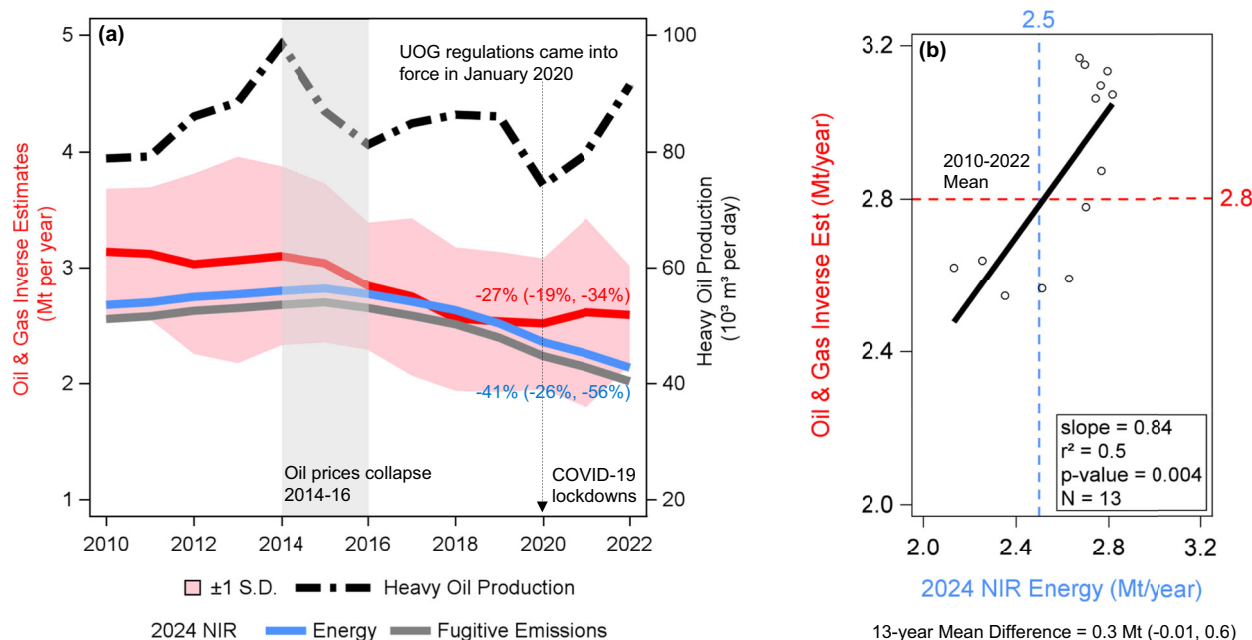 (a)
UOG regulations came into
force in January 2020
Oil & Gas Inverse Estimates
(Mt per year)
5
4
3
2
1
100
80
60
40
20
Heavy Oil Production
(10³ m³ per day)
-27% (-19%, -34%)
-41% (-26%, -56%)
Oil prices collapse
2014-16
COVID-19
lockdowns
2010 2012 2014 2016 2018 2020 2022
±1 S.D. Heavy Oil Production
2024 NIR Energy Fugitive Emissions
2.5
(b)
Oil & Gas Inverse Est (Mt/year)
3.2
2.8
2.4
2.0
2010-2022
Mean
2.8
slope = 0.84
r² = 0.5
p-value = 0.004
N = 13
2.0 2.4 2.8 3.2
2024 NIR Energy (Mt/year)
13-year Mean Difference = 0.3 Mt (-0.01, 0.6)